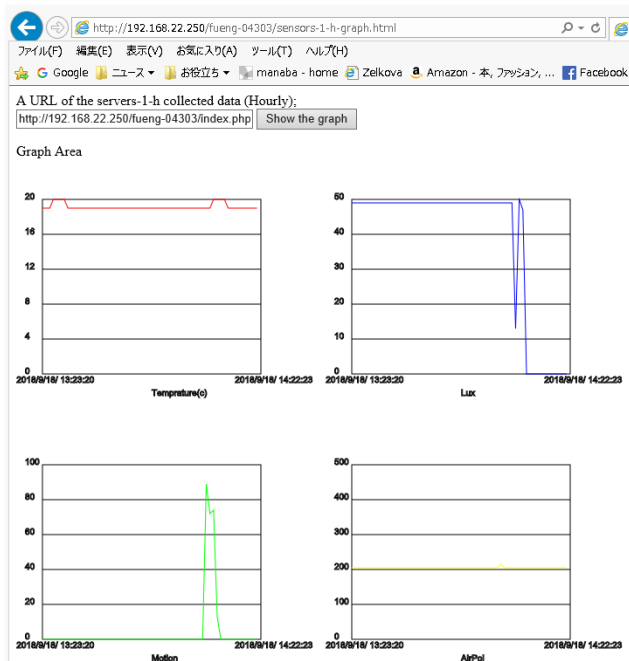 http://192.168.22.250/fueng-04303/sensors-1-h-graph.html
ファイル(F) 編集(E) 表示(V) お気に入り(A) ツール(T) ヘルプ(H)
Google ニュース お役立ち manaba - home Zelkova Amazon - 本, ファッション, ... Facebook
A URL of the servers-1-h collected data (Hourly);
http://192.168.22.250/fueng-04303/index.php Show the graph
Graph Area
20
16
12
8
4
0
2018/9/18/ 13:23:20 2018/9/18/ 14:22:23
Temprature(c)
50
40
30
20
10
0
2018/9/18/ 13:23:20 2018/9/18/ 14:22:23
Lux
100
80
60
40
20
0
2018/9/18/ 13:23:20 2018/9/18/ 14:22:23
Motion
500
400
300
200
100
0
2018/9/18/ 13:23:20 2018/9/18/ 14:22:23
AirPol